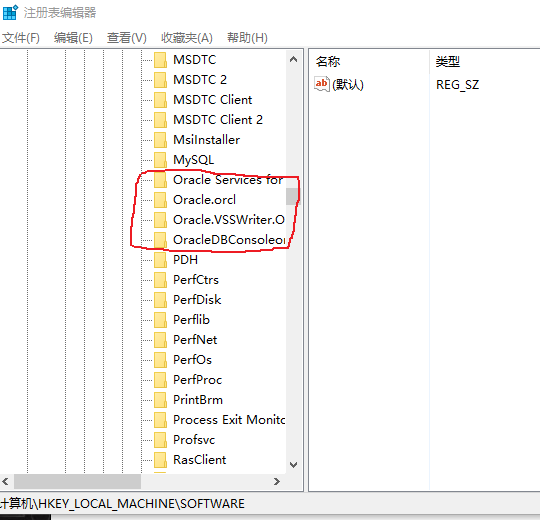 注册表编辑器
文件(F) 编辑(E) 查看(V) 收藏夹(A) 帮助(H)
名称 类型
ab (默认) REG_SZ
MSDTC
MSDTC 2
MSDTC Client
MSDTC Client 2
MsiInstaller
MySQL
Oracle Services for
Oracle.orcl
Oracle.VSSWriter.O
OracleDBConsoleor
PDH
PerfCtrs
PerfDisk
Perflib
PerfNet
PerfOs
PerfProc
PrintBrm
Process Exit Monito
Profsvc
RasClient
计算机\HKEY_LOCAL_MACHINE\SOFTWARE